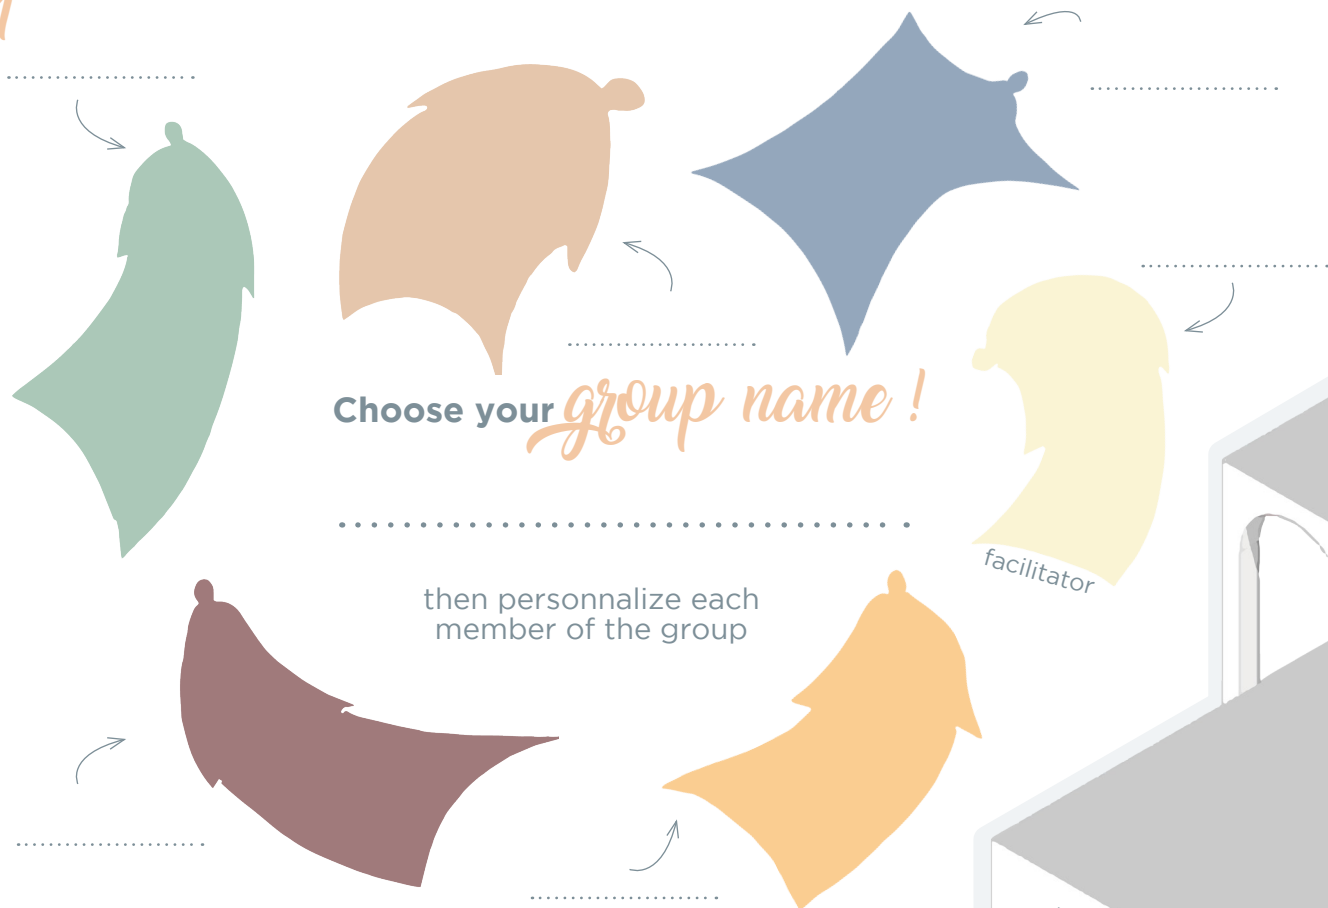 Choose your group name !
then personnalize each
member of the group
facilitator